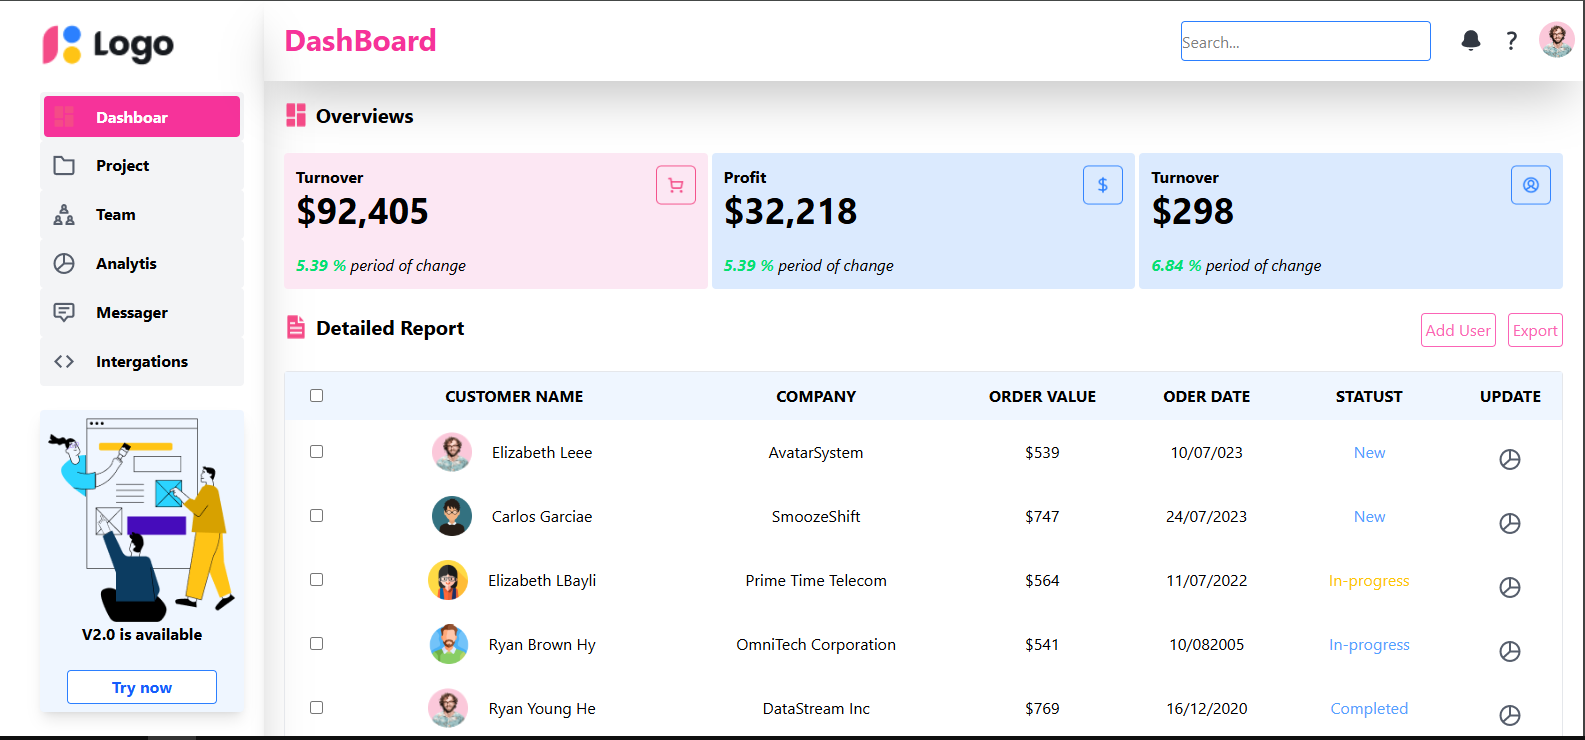 Logo
DashBoard
Search...
?
Dashboar
Project
Team
Analytis
Messager
Intergations
V2.0 is available
Try now
Overviews
Turnover
$92,405
5.39 % period of change
Profit
$
$32,218
5.39 % period of change
Turnover
$298
6.84 % period of change
Detailed Report
Add User Export
CUSTOMER NAME COMPANY ORDER VALUE ODER DATE STATUST UPDATE
Elizabeth Leee AvatarSystem $539 10/07/023 New
Carlos Garciae SmoozeShift $747 24/07/2023 New
Elizabeth LBayli Prime Time Telecom $564 11/07/2022 In-progress
Ryan Brown Hy OmniTech Corporation $541 10/082005 In-progress
Ryan Young He DataStream Inc $769 16/12/2020 Completed